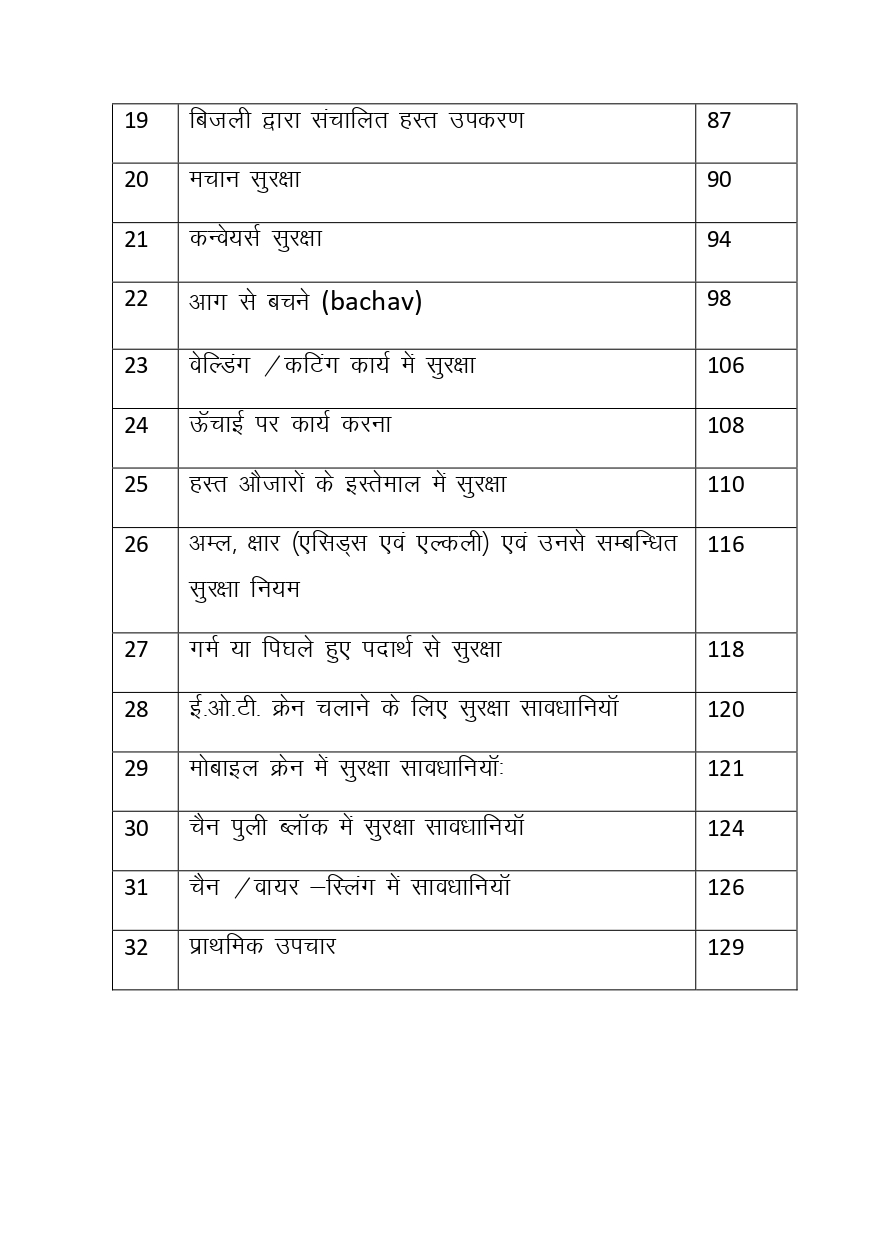 19 बिजली द्वारा संचालित हस्त उपकरण 87
20 मचान सुरक्षा 90
21 कन्वेयर्स सुरक्षा 94
22 आग से बचने (bachav) 98
23 वेल्डिंग /कटिंग कार्य में सुरक्षा 106
24 ऊॅचाई पर कार्य करना 108
25 हस्त औजारों के इस्तेमाल में सुरक्षा 110
26 अम्ल, क्षार (एसिड्स एवं एल्कली) एवं उनसे सम्बन्धित 116
सुरक्षा नियम
27 गर्म या पिघले हुए पदार्थ से सुरक्षा 118
28 ई.ओ.टी. क्रेन चलाने के लिए सुरक्षा सावधानियॉ 120
29 मोबाइल क्रेन में सुरक्षा सावधानियॉ: 121
30 चैन पुली ब्लॉक में सुरक्षा सावधानियॉ 124
31 चैन /वायर –स्लिंग में सावधानियॉ 126
32 प्राथमिक उपचार 129